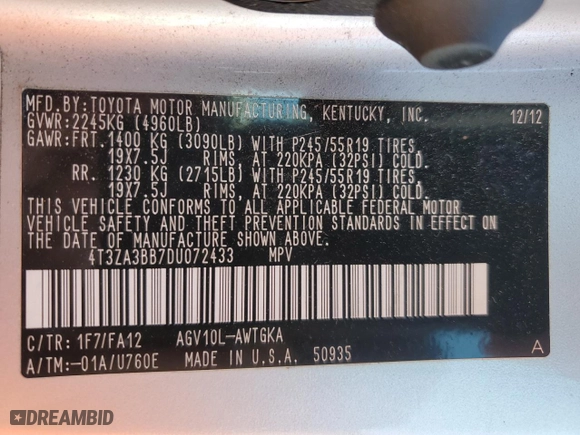 MFD.BY:TOYOTA MOTOR MANUFACTURING, KENTUCKY, INC.
GVWR:2245KG (4960LB) 12/12
GAWR:FRT. 1400 KG (3090LB) WITH P245/55R19 TIRES,
19X7.5J RIMS, AT 220KPA (32PSI) COLD.
RR. 1230 KG (2715LB) WITH P245/55R19 TIRES,
19X7.5J RIMS, AT 220KPA (32PSI) COLD.
THIS VEHICLE CONFORMS TO ALL APPLICABLE FEDERAL MOTOR
VEHICLE SAFETY AND THEFT PREVENTION STANDARDS IN EFFECT
ON THE DATE OF MANUFACTURE SHOWN ABOVE.
4T3ZA3BB7DU072433 MPV
C/TR: 1F7/FA12 AGV10L-AWTGKA
A/TM:-01A/U760E MADE IN U.S.A. 50935 A
DREAMBID